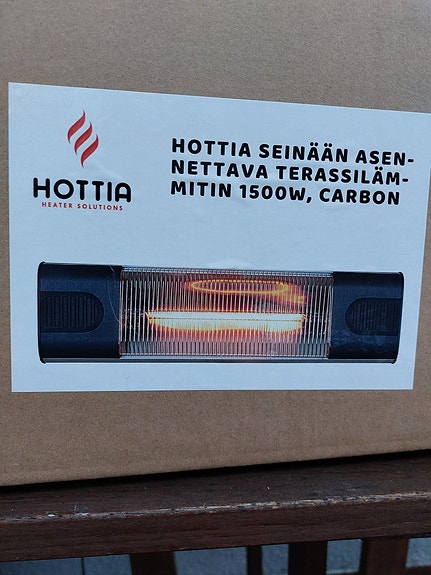 HOTTIA
HEATER SOLUTIONS
HOTTIA SEINÄÄN ASEN-
NETTAVA TERASSILÄM-
MITIN 1500W, CARBON